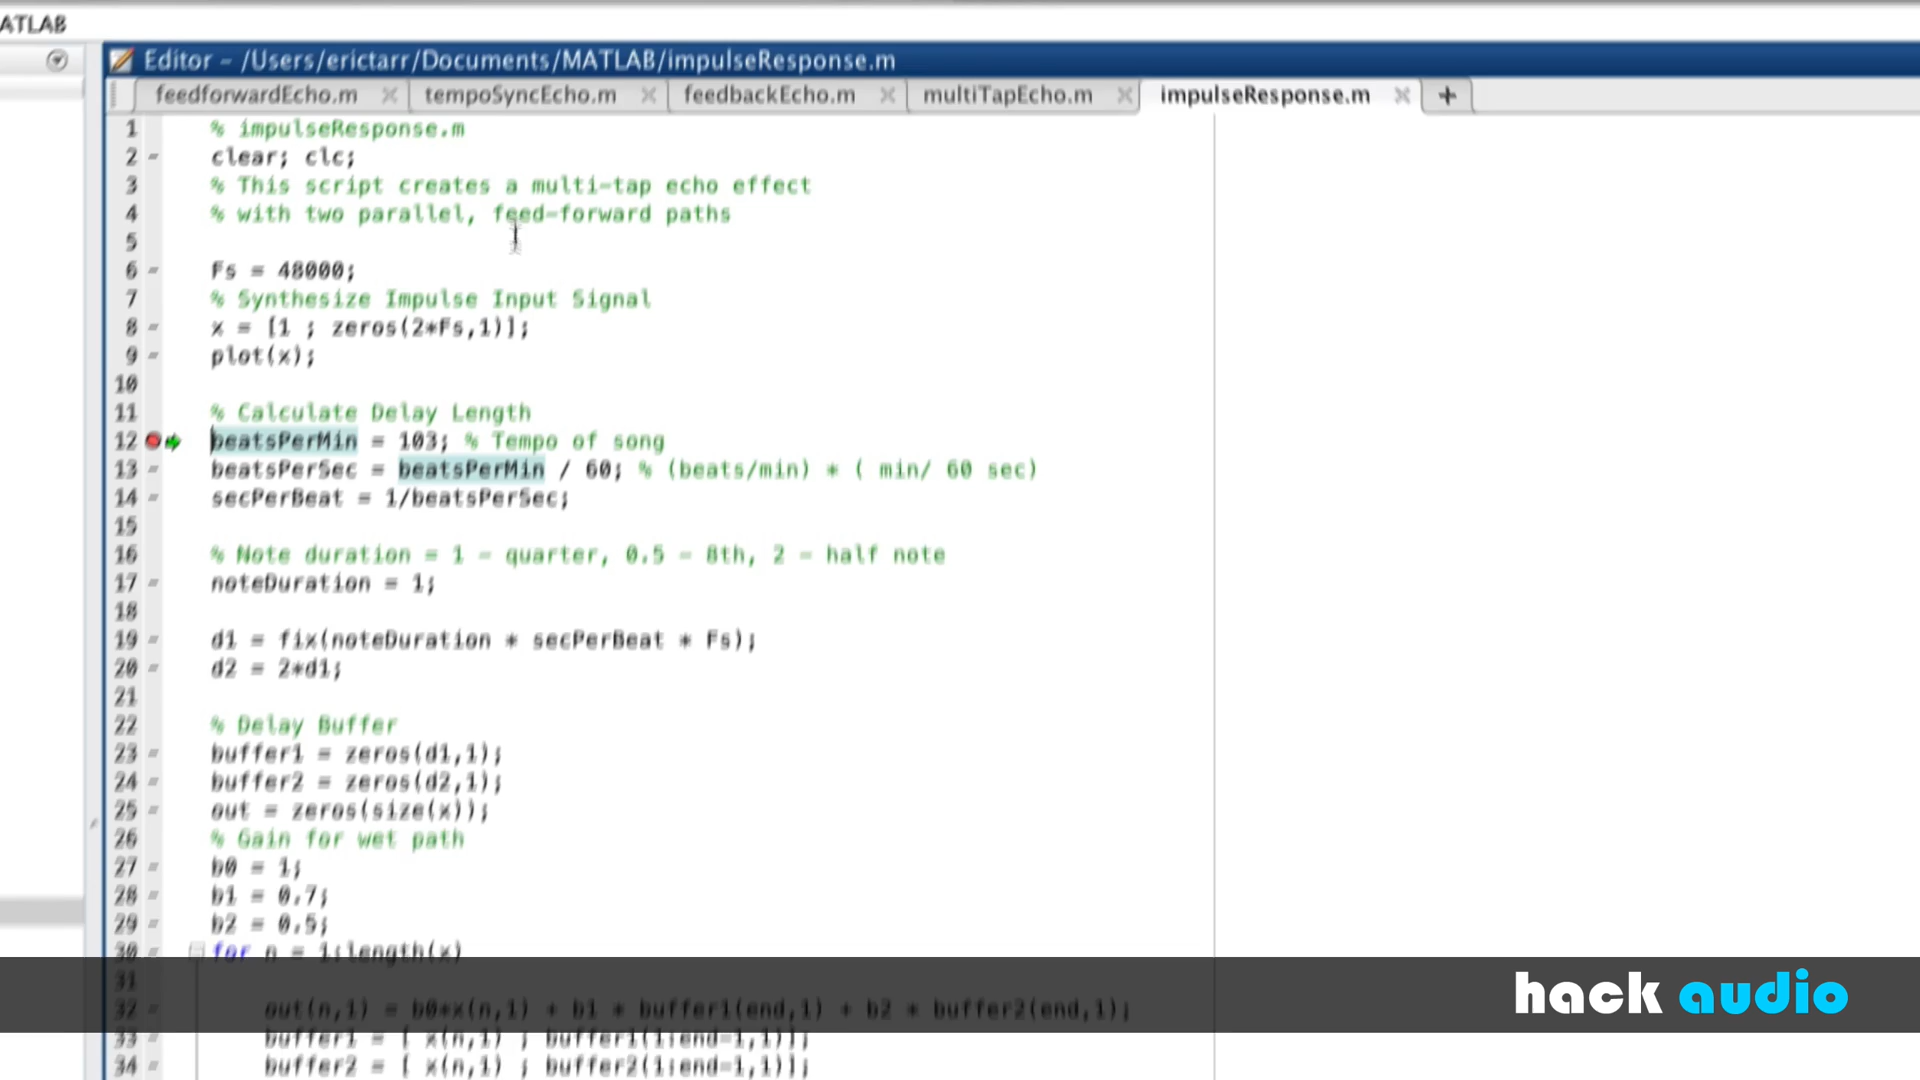 ATLAB
Editor - /Users/erictarr/Documents/MATLAB/impulseResponse.m
feedforwardEcho.m × tempoSyncEcho.m × feedbackEcho.m × multiTapEcho.m × impulseResponse.m × +
1 % impulseResponse.m
2 - clear; clc;
3 % This script creates a multi-tap echo effect
4 % with two parallel, feed-forward paths
5
6 - Fs = 48000;
7 % Synthesize Impulse Input Signal
8 - x = [1 ; zeros(2*Fs,1)];
9 - plot(x);
10
11 % Calculate Delay Length
12 beatsPerMin = 103; % Tempo of song
13 - beatsPerSec = beatsPerMin / 60; % (beats/min) * ( min/ 60 sec)
14 - secPerBeat = 1/beatsPerSec;
15
16 % Note duration = 1 - quarter, 0.5 - 8th, 2 - half note
17 - noteDuration = 1;
18
19 - d1 = fix(noteDuration * secPerBeat * Fs);
20 - d2 = 2*d1;
21
22 % Delay Buffer
23 - buffer1 = zeros(d1,1);
24 - buffer2 = zeros(d2,1);
25 - out = zeros(size(x));
26 % Gain for wet path
27 - b0 = 1;
28 - b1 = 0.7;
29 - b2 = 0.5;
30 - for n = 1:length(x)
31
32 - out(n,1) = b0*x(n,1) + b1 * buffer1(end,1) + b2 * buffer2(end,1);
33 - buffer1 = [ x(n,1) ; buffer1(1:end-1,1)];
34 - buffer2 = [ x(n,1) ; buffer2(1:end-1,1)];
hack audio